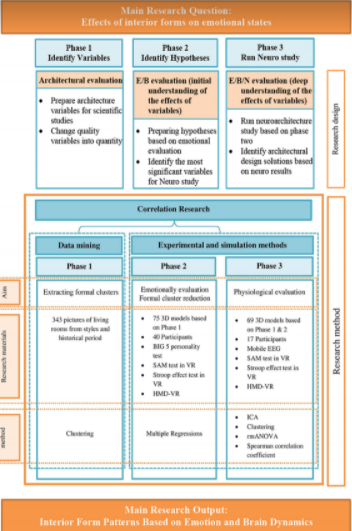 Main Research Question:
Effects of interior forms on emotional states
Phase 1
Identify Variables
Phase 2
Identify Hypotheses
Phase 3
Run Neuro study
Architectural evaluation
• Prepare architecture
variables for scientific
studies
• Change quality
variables into quantity
E/B evaluation (initial
understanding of
the effects of
variables)
• Preparing hypotheses
based on emotional
evaluation
• Identify the most
significant variables
for Neuro study
E/B/N evaluation (deep
understanding of the
effects of variables)
• Run neuroarchitecture
study based on phase
two
• Identify architectural
design solutions based
on neuro results
Research design
Correlation Research
Data mining
Experimental and simulation methods
Phase 1
Phase 2
Phase 3
Aim
Extracting formal clusters
Emotionally evaluation
Formal cluster reduction
Physiological evaluation
Research materials
343 pictures of living
rooms from styles and
historical period
• 75 3D models based
on Phase 1
• 40 Participants
• BIG 5 personality
test
• SAM test in VR
• Stroop effect test in
VR
• HMD-VR
• 69 3D models based
on Phase 1 & 2
• 17 Participants
• Mobile EEG
• SAM test in VR
• Stroop effect test in
VR
• HMD-VR
method
Clustering
Multiple Regressions
• ICA
• Clustering
• rmANOVA
• Spearman correlation
coefficient
Research method
Main Research Output:
Interior Form Patterns Based on Emotion and Brain Dynamics